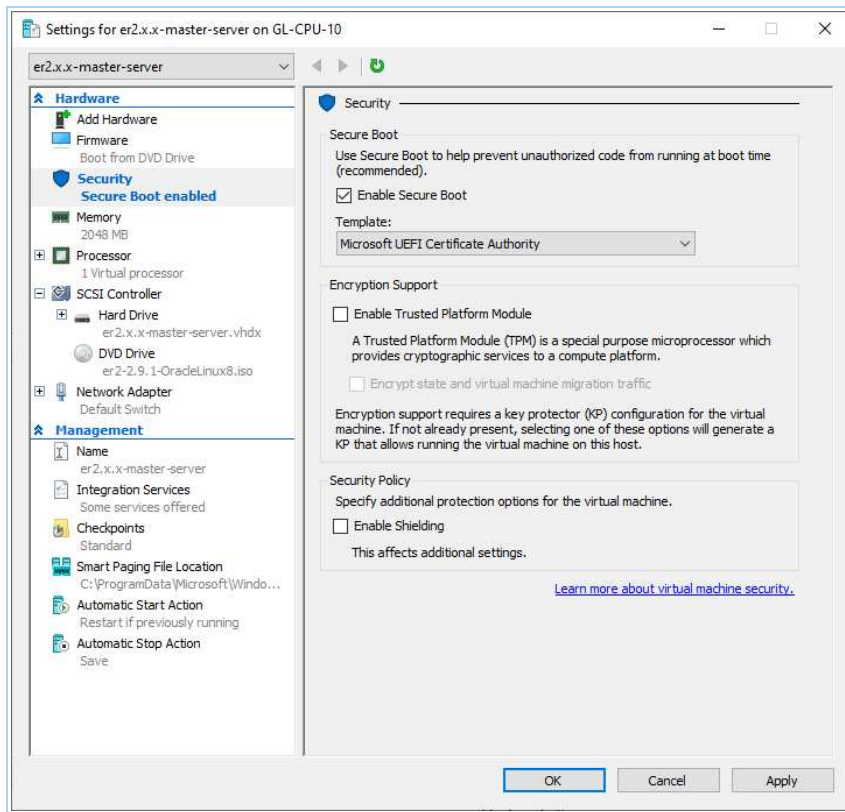 Settings for er2.x.x-master-server on GL-CPU-10
er2.x.x-master-server
Hardware
Add Hardware
Firmware
Boot from DVD Drive
Security
Secure Boot enabled
Memory
2048 MB
Processor
1 Virtual processor
SCSI Controller
Hard Drive
er2.x.x-master-server.vhdx
DVD Drive
er2-2.9.1-OracleLinux8.iso
Network Adapter
Default Switch
Management
Name
er2.x.x-master-server
Integration Services
Some services offered
Checkpoints
Standard
Smart Paging File Location
C:\ProgramData\Microsoft\Windo...
Automatic Start Action
Restart if previously running
Automatic Stop Action
Save
Security
Secure Boot
Use Secure Boot to help prevent unauthorized code from running at boot time
(recommended).
Enable Secure Boot
Template:
Microsoft UEFI Certificate Authority
Encryption Support
Enable Trusted Platform Module
A Trusted Platform Module (TPM) is a special purpose microprocessor which
provides cryptographic services to a compute platform.
Encrypt state and virtual machine migration traffic
Encryption support requires a key protector (KP) configuration for the virtual
machine. If not already present, selecting one of these options will generate a
KP that allows running the virtual machine on this host.
Security Policy
Specify additional protection options for the virtual machine.
Enable Shielding
This affects additional settings.
Learn more about virtual machine security.
OK
Cancel
Apply